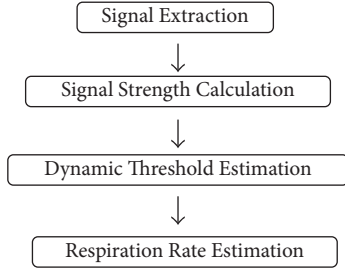 Signal Extraction
Signal Strength Calculation
Dynamic Threshold Estimation
Respiration Rate Estimation